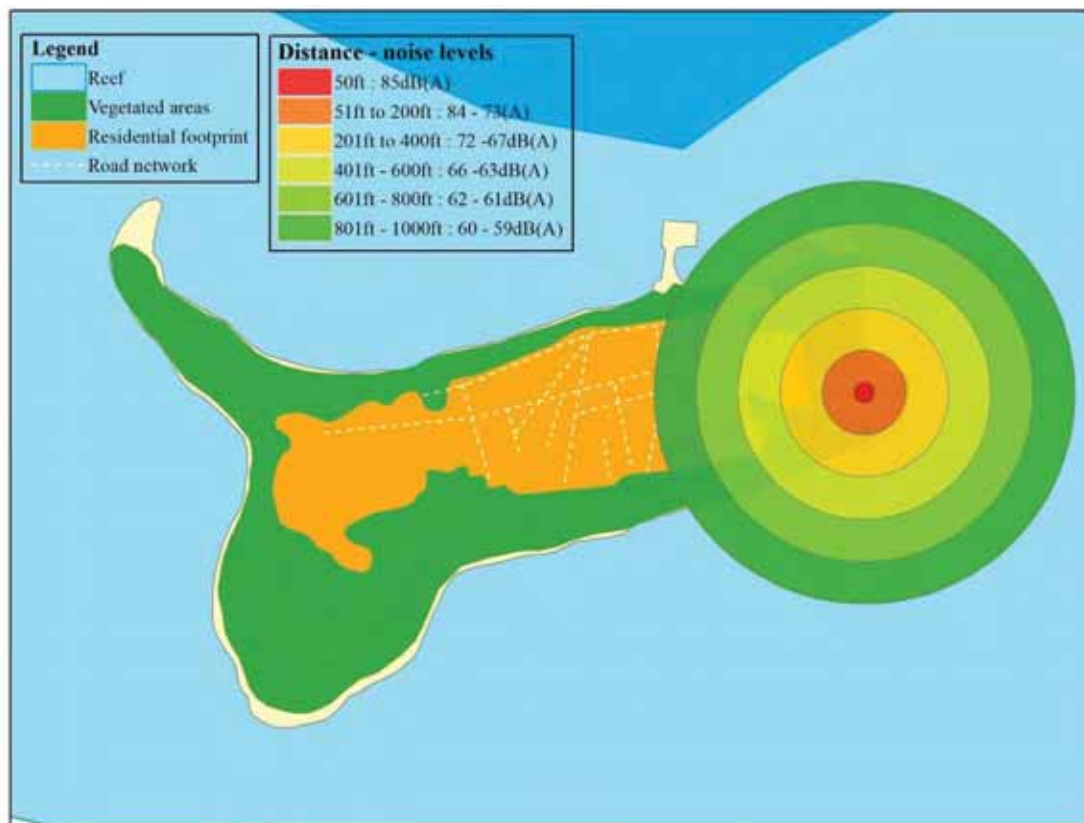 Legend
Reef
Vegetated areas
Residential footprint
Road network
Distance - noise levels
50ft : 85dB(A)
51ft to 200ft : 84 - 73(A)
201ft to 400ft : 72 -67dB(A)
401ft - 600ft : 66 -63dB(A)
601ft - 800ft : 62 - 61dB(A)
801ft - 1000ft : 60 - 59dB(A)